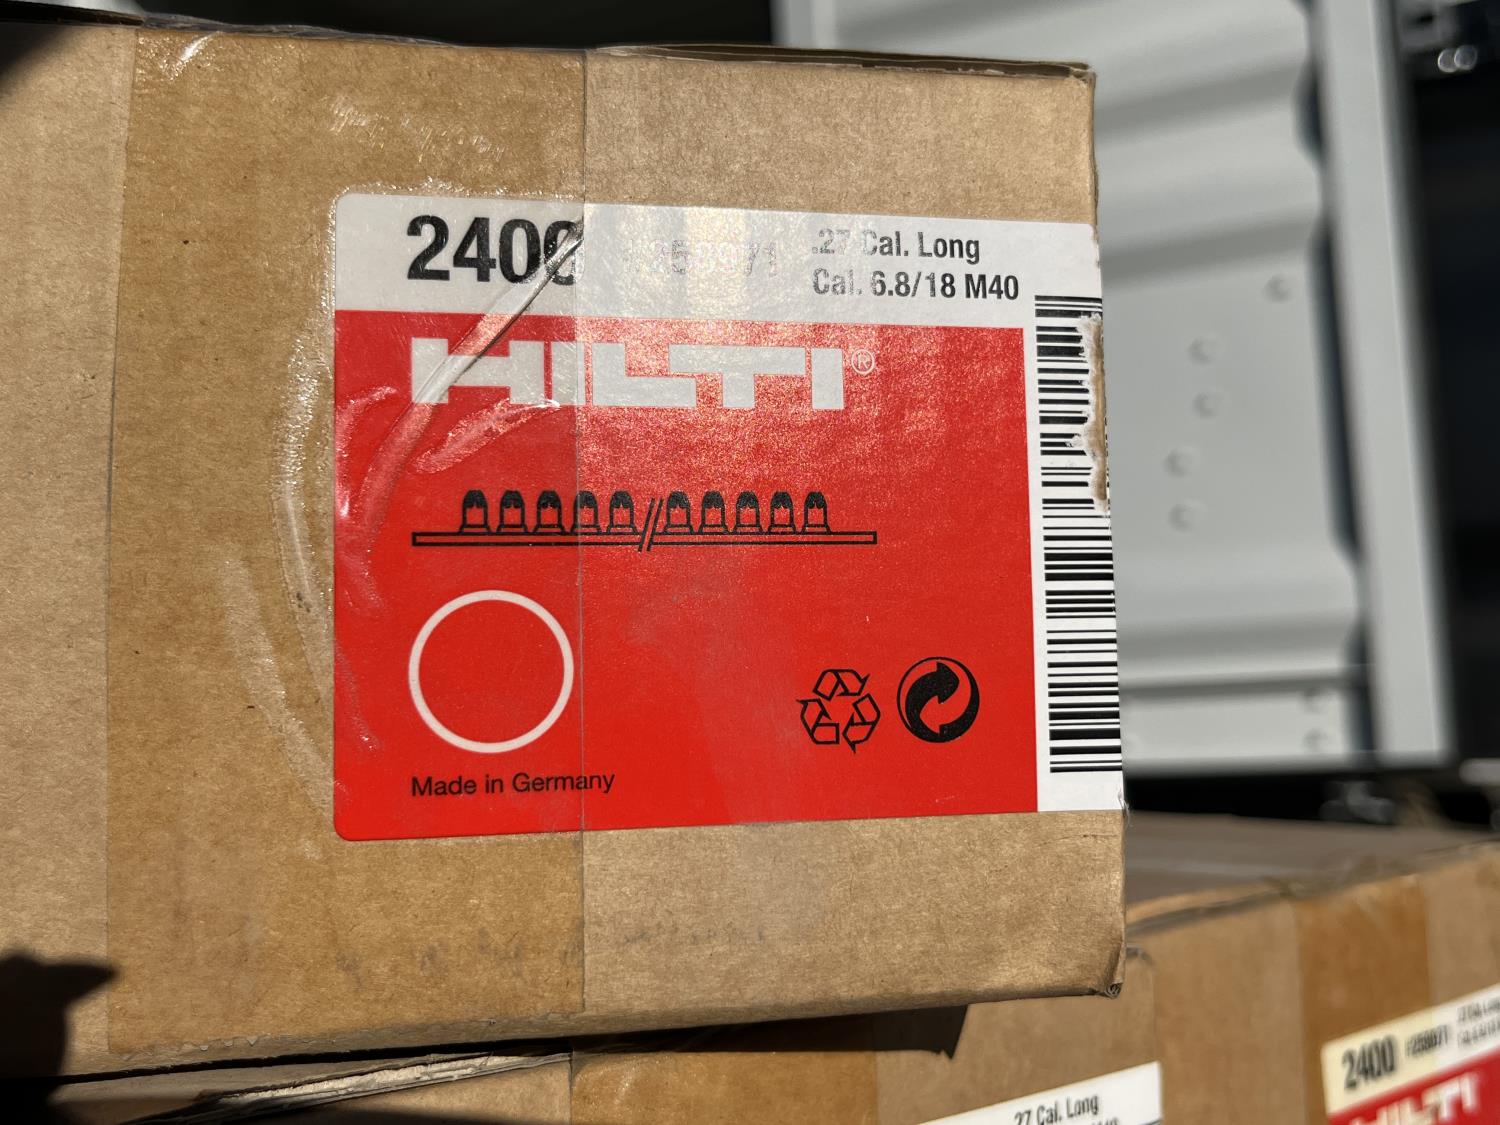 2400
.27 Cal. Long
Cal. 6.8/18 M40
HILTI®
Made in Germany
27 Cal. Long
2400
HILTI